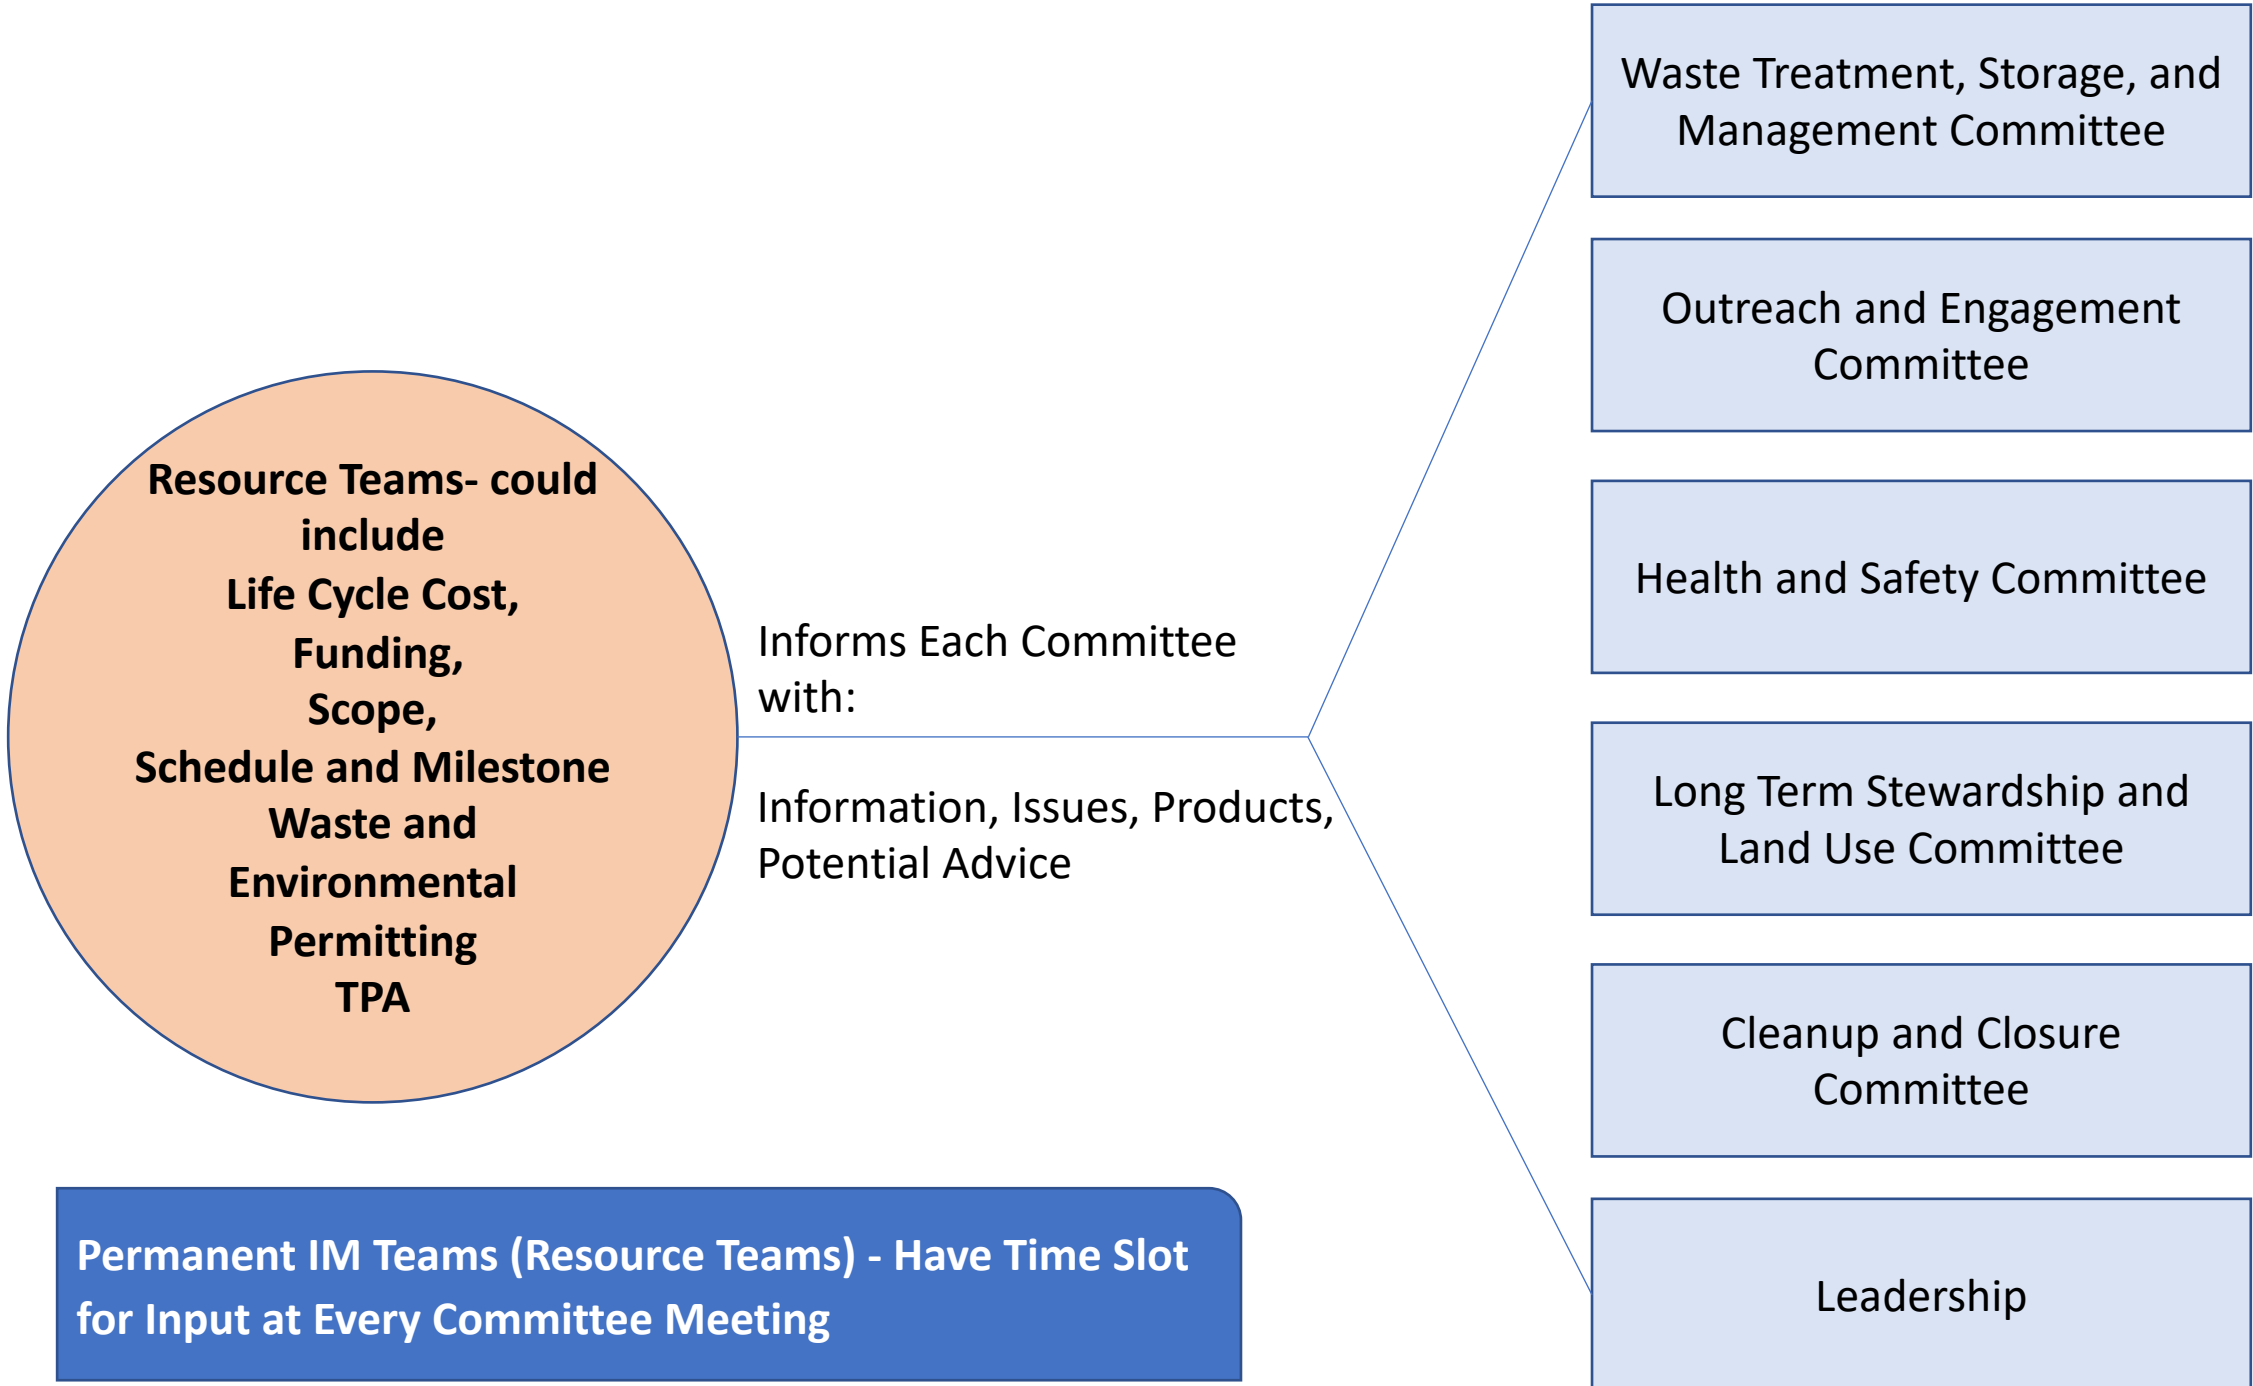 Resource Teams- could
include
Life Cycle Cost,
Funding,
Scope,
Schedule and Milestone
Waste and
Environmental
Permitting
TPA
Informs Each Committee
with:
Information, Issues, Products,
Potential Advice
Waste Treatment, Storage, and
Management Committee
Outreach and Engagement
Committee
Health and Safety Committee
Long Term Stewardship and
Land Use Committee
Cleanup and Closure
Committee
Leadership
Permanent IM Teams (Resource Teams) - Have Time Slot
for Input at Every Committee Meeting